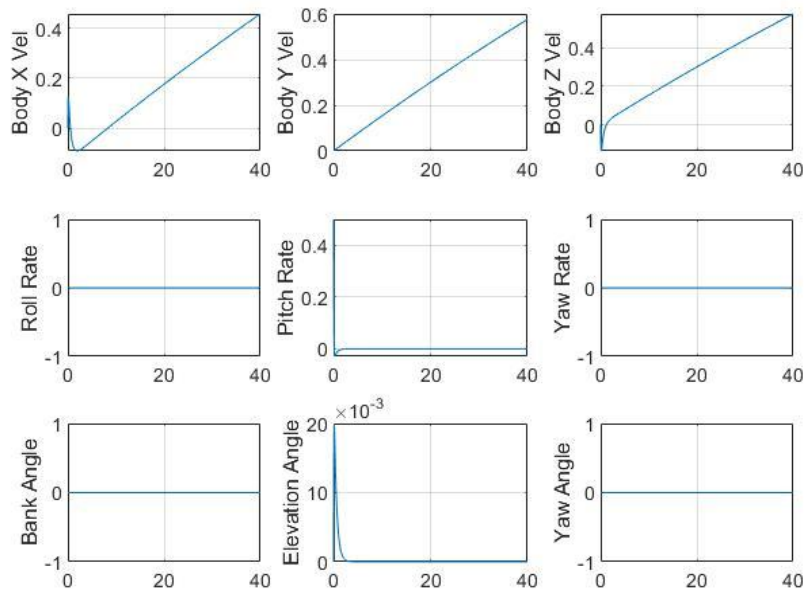 Body X Vel
0.4
0.2
0
0 20 40
Body Y Vel
0.6
0.4
0.2
0
0 20 40
Body Z Vel
0.4
0.2
0
0 20 40
Roll Rate
1
0
-1
0 20 40
Pitch Rate
0.4
0.2
0
0 20 40
Yaw Rate
1
0
-1
0 20 40
Bank Angle
1
0
-1
0 20 40
Elevation Angle
×10-3
20
10
0
0 20 40
Yaw Angle
1
0
-1
0 20 40